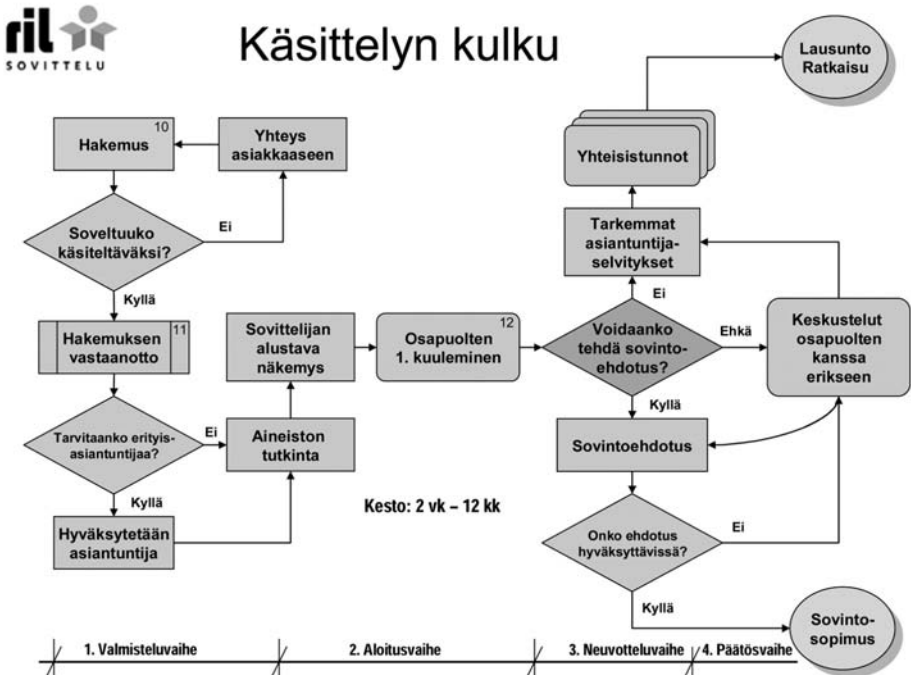 ril
SOVITTELU
Käsittelyn kulku
Lausunto
Ratkaisu
Hakemus
10
Yhteys
asiakkaaseen
Yhteisistunnot
Soveltuuko
käsiteltäväksi?
Ei
Tarkemmat
asiantuntija-
selvitykset
Kyllä
Ei
Hakemuksen
vastaanotto
11
Sovittelijan
alustava
näkemys
Osapuolten
1. kuuleminen
12
Voidaanko
tehdä sovinto-
ehdotus?
Ehkä
Keskustelut
osapuolten
kanssa
erikseen
Kyllä
Tarvitaanko erityis-
asiantuntijaa?
Ei
Aineiston
tutkinta
Sovintoehdotus
Kyllä
Kesto: 2 vk – 12 kk
Hyväksytetään
asiantuntija
Onko ehdotus
hyväksyttävissä?
Ei
Kyllä
Sovinto-
sopimus
1. Valmisteluvaihe
2. Aloitusvaihe
3. Neuvotteluvaihe
4. Päätösvaihe